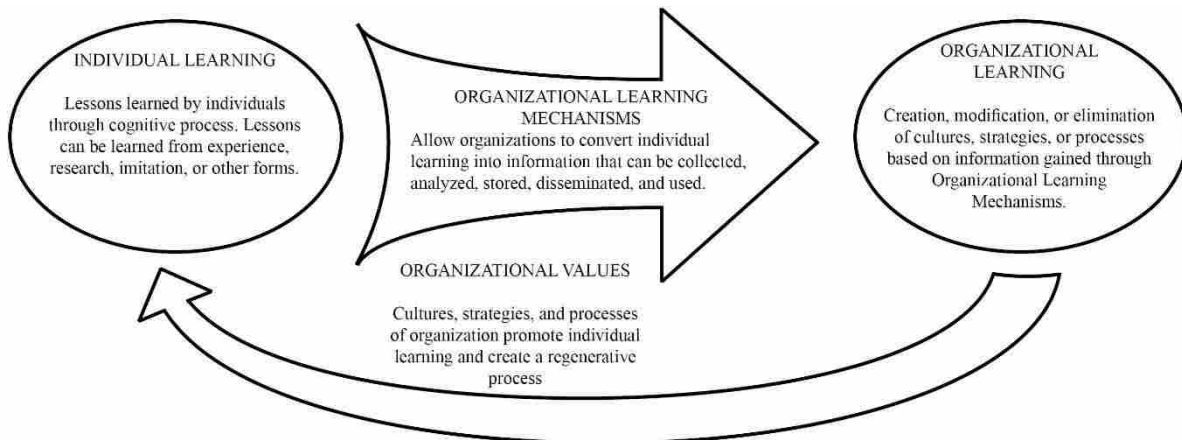 INDIVIDUAL LEARNING
Lessons learned by individuals
through cognitive process. Lessons
can be learned from experience,
research, imitation, or other forms.
ORGANIZATIONAL LEARNING
MECHANISMS
Allow organizations to convert individual
learning into information that can be collected,
analyzed, stored, disseminated, and used.
ORGANIZATIONAL
LEARNING
Creation, modification, or elimination
of cultures, strategies, or processes
based on information gained through
Organizational Learning
Mechanisms.
ORGANIZATIONAL VALUES
Cultures, strategies, and processes
of organization promote individual
learning and create a regenerative
process